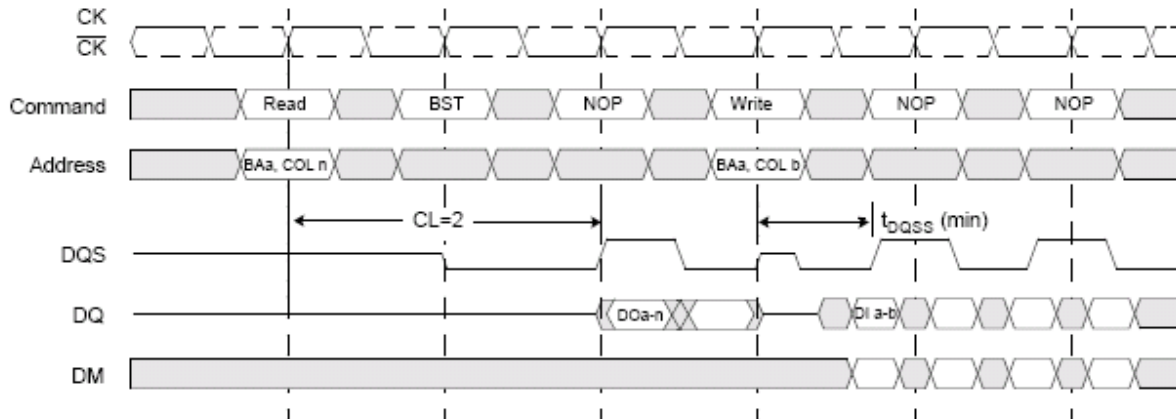 CK
CK
Command Read BST NOP Write NOP NOP
Address BAa, COL n BAa, COL b
CL=2 tDQSS (min)
DQS
DQ DOa-n DI a-b
DM